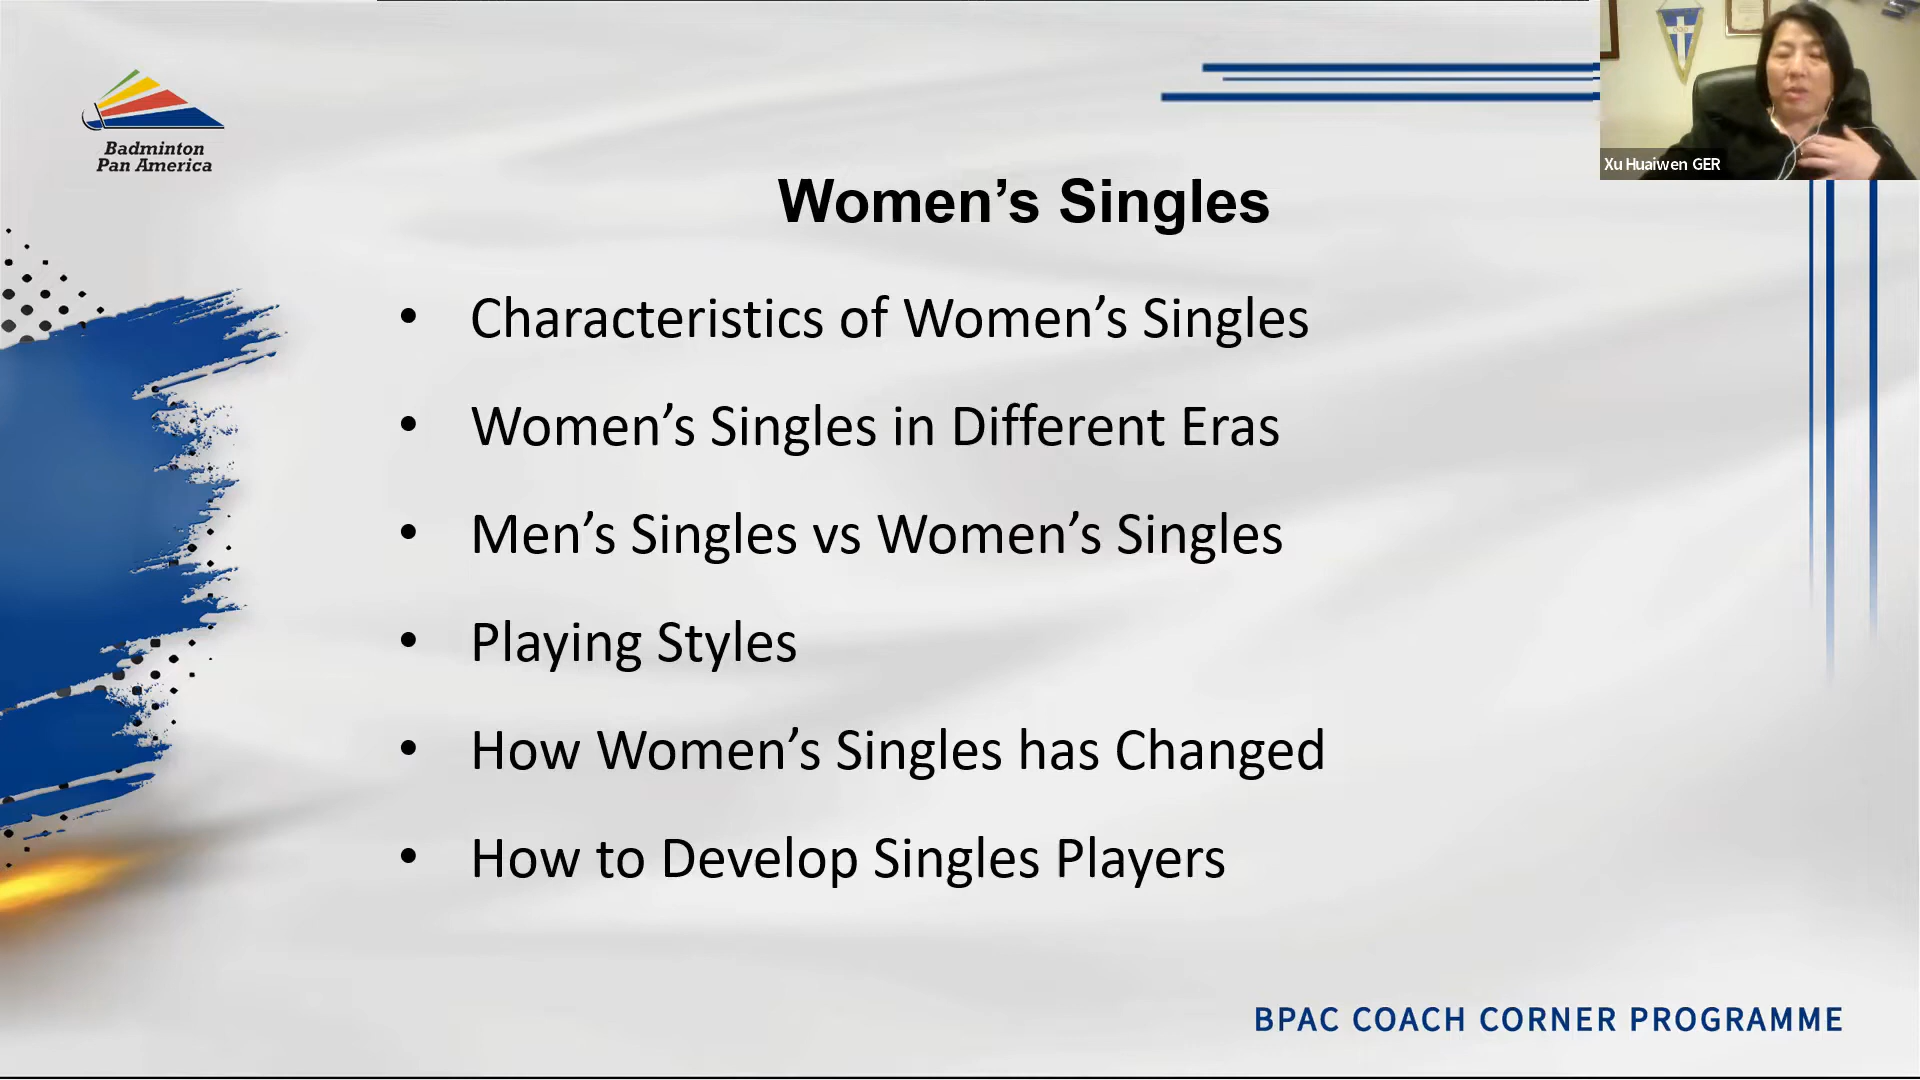 Badminton
Pan America
Xu Huaiwen GER
Women’s Singles
• Characteristics of Women’s Singles
• Women’s Singles in Different Eras
• Men’s Singles vs Women’s Singles
• Playing Styles
• How Women’s Singles has Changed
• How to Develop Singles Players
BPAC COACH CORNER PROGRAMME